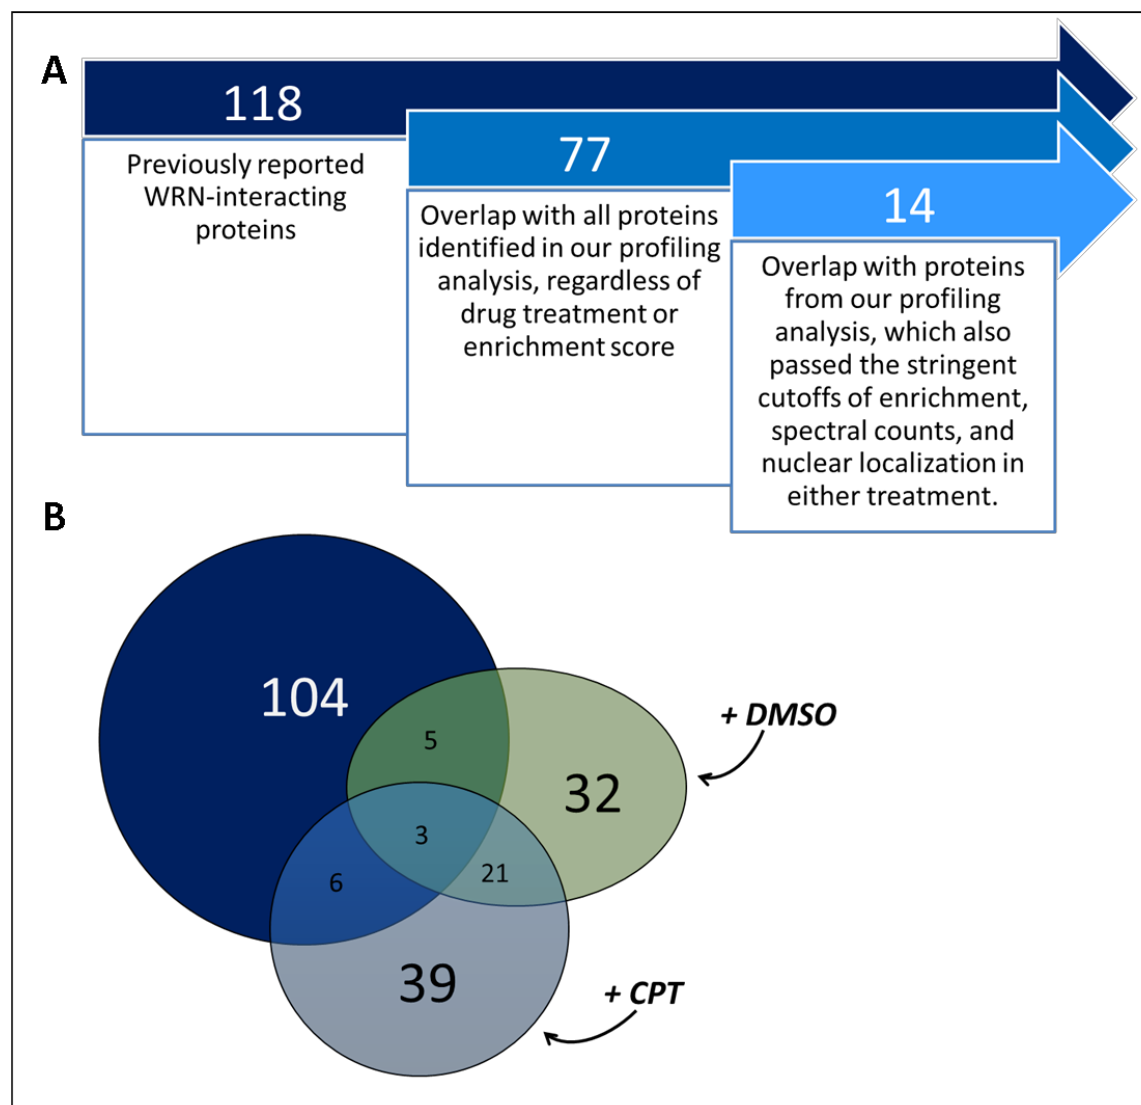 A
118
Previously reported
WRN-interacting
proteins
77
Overlap with all proteins
identified in our profiling
analysis, regardless of
drug treatment or
enrichment score
14
Overlap with proteins
from our profiling
analysis, which also
passed the stringent
cutoffs of enrichment,
spectral counts, and
nuclear localization in
either treatment.
B
104
5
32
+ DMSO
3
6
21
39
+ CPT